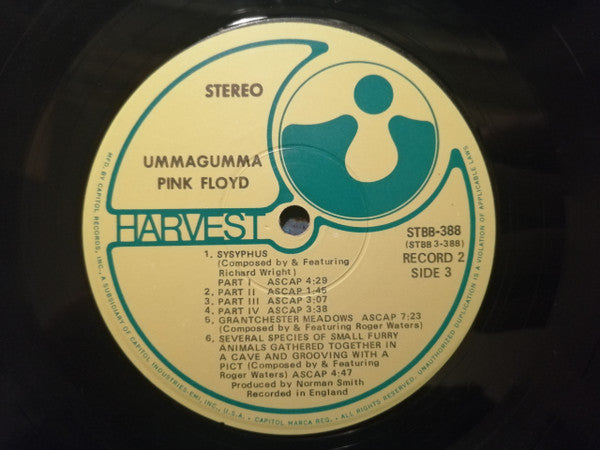 STEREO
UMMAGUMMA
PINK FLOYD
HARVEST
STBB-388
(STBB 3-388)
RECORD 2
SIDE 3
1. SYSYPHUS
(Composed by & Featuring
Richard Wright)
PART I ASCAP 4:29
2. PART II ASCAP 1:45
3. PART III ASCAP 3:07
4. PART IV ASCAP 3:38
5. GRANTCHESTER MEADOWS ASCAP 7:23
(Composed by & Featuring Roger Waters)
6. SEVERAL SPECIES OF SMALL FURRY
ANIMALS GATHERED TOGETHER IN
A CAVE AND GROOVING WITH A
PICT (Composed by & Featuring
Roger Waters) ASCAP 4:47
Produced by Norman Smith
Recorded in England
MFD. BY CAPITOL RECORDS, INC., A SUBSIDIARY OF CAPITOL INDUSTRIES-EMI, INC., U.S.A. • CAPITOL MARCA REG. • ALL RIGHTS RESERVED. UNAUTHORIZED DUPLICATION IS A VIOLATION OF APPLICABLE LAWS